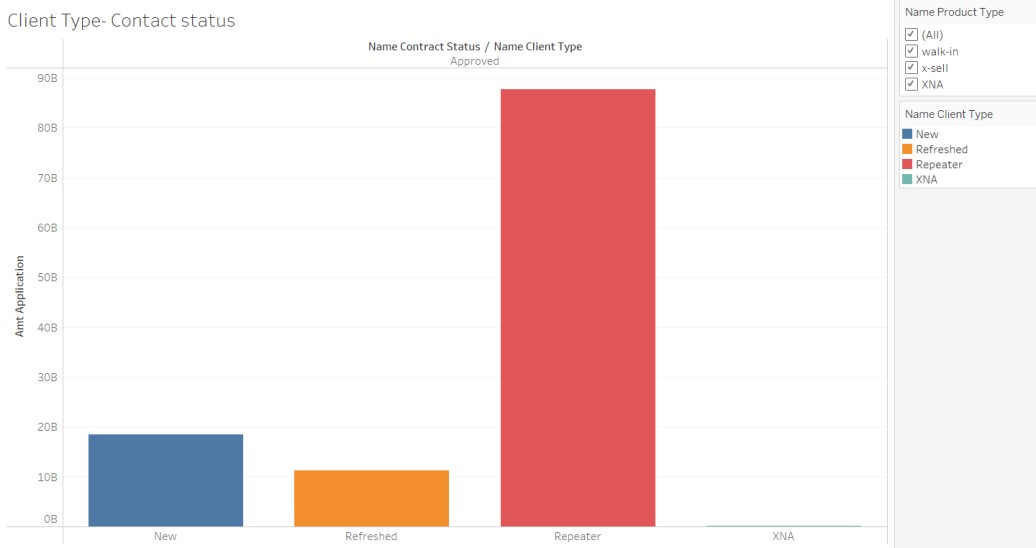 Client Type- Contact status
Name Contract Status / Name Client Type
Approved
90B
80B
70B
60B
50B
40B
30B
20B
10B
0B
Amt Application
New
Refreshed
Repeater
XNA
Name Product Type
(All)
walk-in
x-sell
XNA
Name Client Type
New
Refreshed
Repeater
XNA